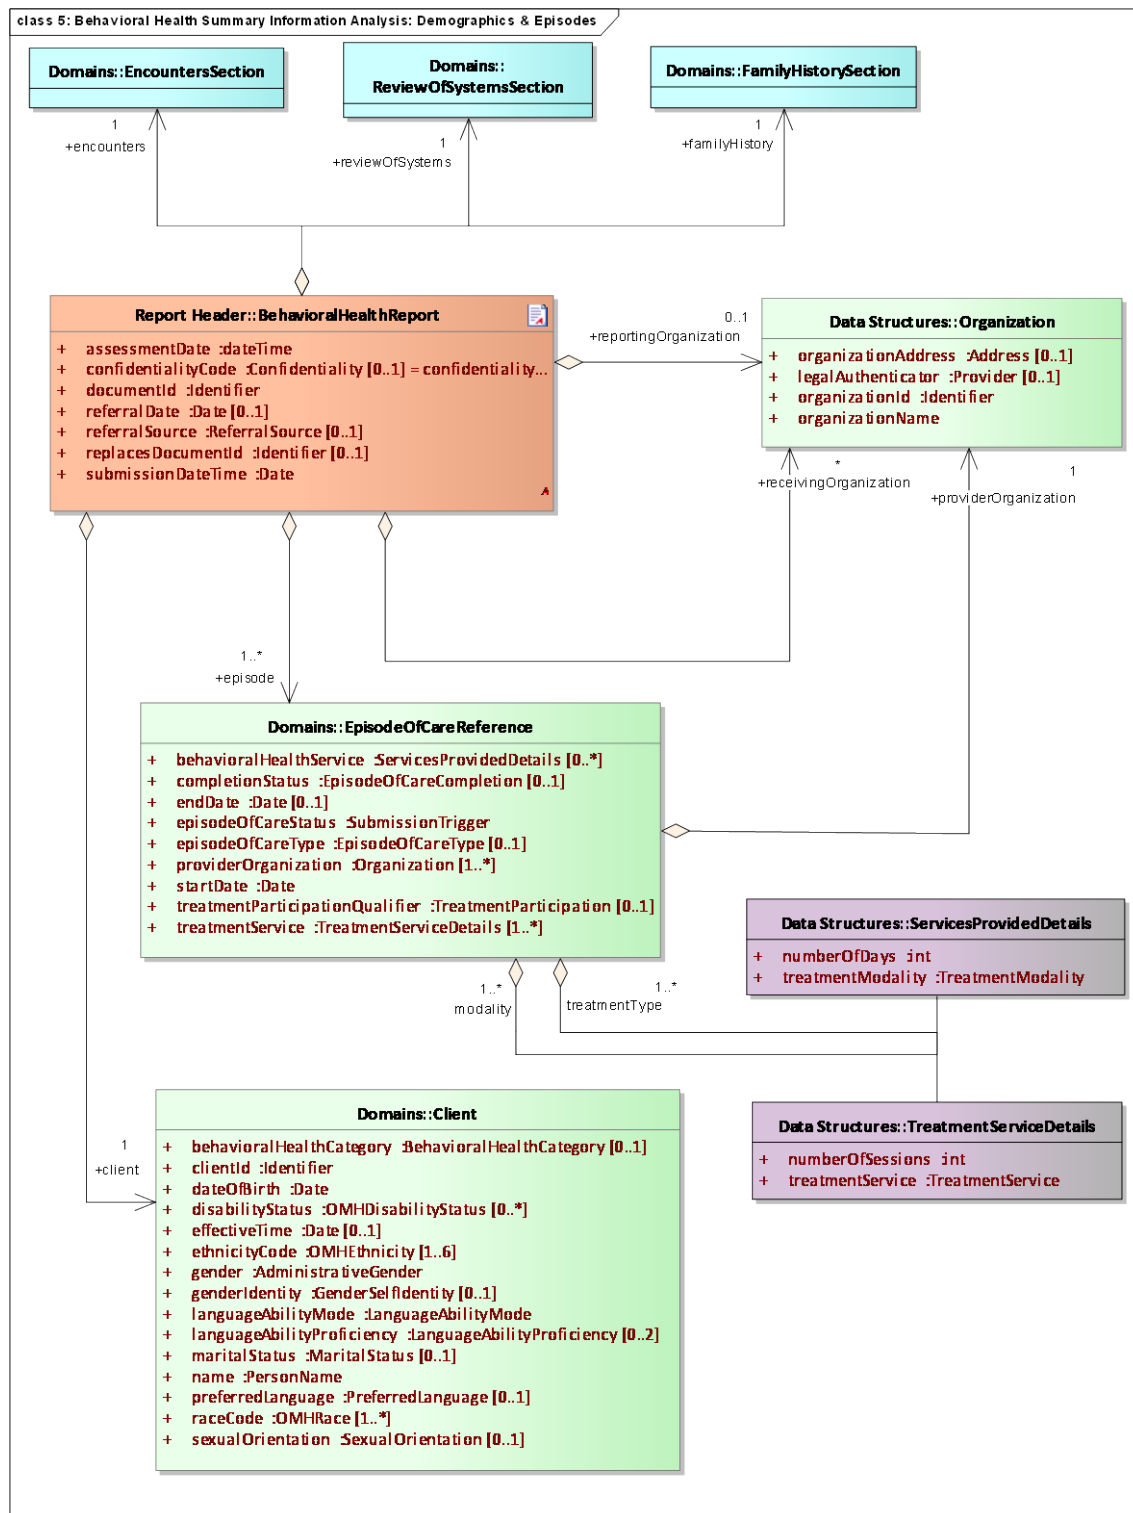 class 5: Behavioral Health Summary Information Analysis: Demographics & Episodes
Domains::EncountersSection
Domains::
ReviewOfSystemsSection
Domains::FamilyHistorySection
1
+encounters
1
+reviewOfSystems
1
+familyHistory
Report Header::BehavioralHealthReport
+ assessmentDate :dateTime
+ confidentialityCode :Confidentiality [0..1] = confidentiality...
+ documentId :Identifier
+ referralDate :Date [0..1]
+ referralSource :ReferralSource [0..1]
+ replacesDocumentId :Identifier [0..1]
+ submissionDateTime :Date
A
0..1
+reportingOrganization
Data Structures::Organization
+ organizationAddress :Address [0..1]
+ legalAuthenticator :Provider [0..1]
+ organizationId :Identifier
+ organizationName
*
+receivingOrganization
1
+providerOrganization
1..*
+episode
Domains::EpisodeOfCareReference
+ behavioralHealthService :ServicesProvidedDetails [0..*]
+ completionStatus :EpisodeOfCareCompletion [0..1]
+ endDate :Date [0..1]
+ episodeOfCareStatus :SubmissionTrigger
+ episodeOfCareType :EpisodeOfCareType [0..1]
+ providerOrganization :Organization [1..*]
+ startDate :Date
+ treatmentParticipationQualifier :TreatmentParticipation [0..1]
+ treatmentService :TreatmentServiceDetails [1..*]
1..*
modality
1..*
treatmentType
Data Structures::ServicesProvidedDetails
+ numberOfDays :int
+ treatmentModality :TreatmentModality
Data Structures::TreatmentServiceDetails
+ numberOfSessions :int
+ treatmentService :TreatmentService
1
+client
Domains::Client
+ behavioralHealthCategory :BehavioralHealthCategory [0..1]
+ clientId :Identifier
+ dateOfBirth :Date
+ disabilityStatus :OMHDisabilityStatus [0..*]
+ effectiveTime :Date [0..1]
+ ethnicityCode :OMHEthnicity [1..6]
+ gender :AdministrativeGender
+ genderIdentity :GenderSelfIdentity [0..1]
+ languageAbilityMode :LanguageAbilityMode
+ languageAbilityProficiency :LanguageAbilityProficiency [0..2]
+ maritalStatus :MaritalStatus [0..1]
+ name :PersonName
+ preferredLanguage :PreferredLanguage [0..1]
+ raceCode :OMHRace [1..*]
+ sexualOrientation :SexualOrientation [0..1]